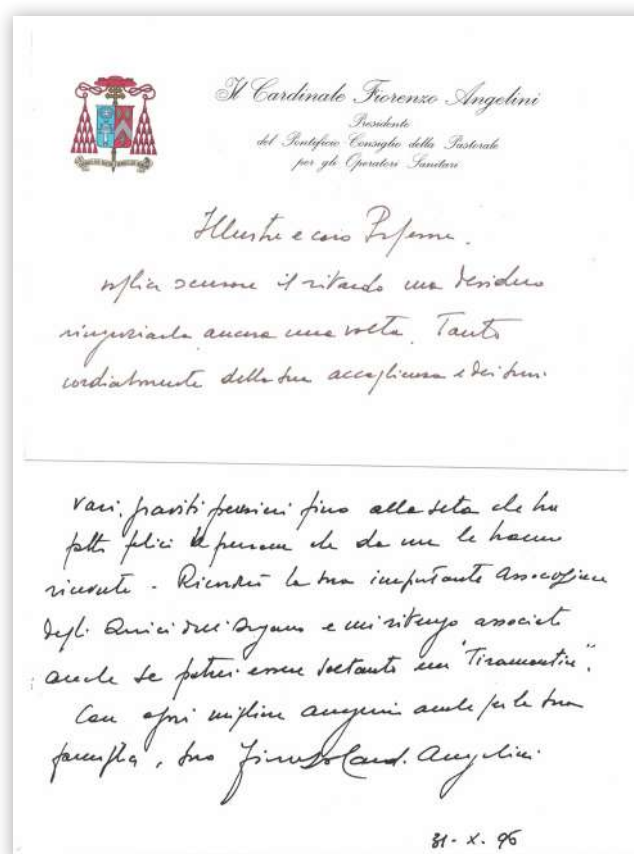 Il Cardinale Fiorenzo Angelini
Presidente
del Pontificio Consiglio della Pastorale
per gli Operatori Sanitari
Illustre e caro Professore.
voglia scusare il ritardo ma desidero
ringraziarla ancora una volta. Tanto
cordialmente della sua accoglienza e dei suoi
vari, graditi pensieri fino alla seta che ha
fatto felici le persone che da me le hanno
ricevute - la sua importante Associazione
degli Amici dell'Organo e mi ritengo associato
anche se potrei essere soltanto un "Tiramantici".
Con ogni migliore augurio anche per la sua
famiglia, suo Fiorenzo Card. Angelini
31-X.96